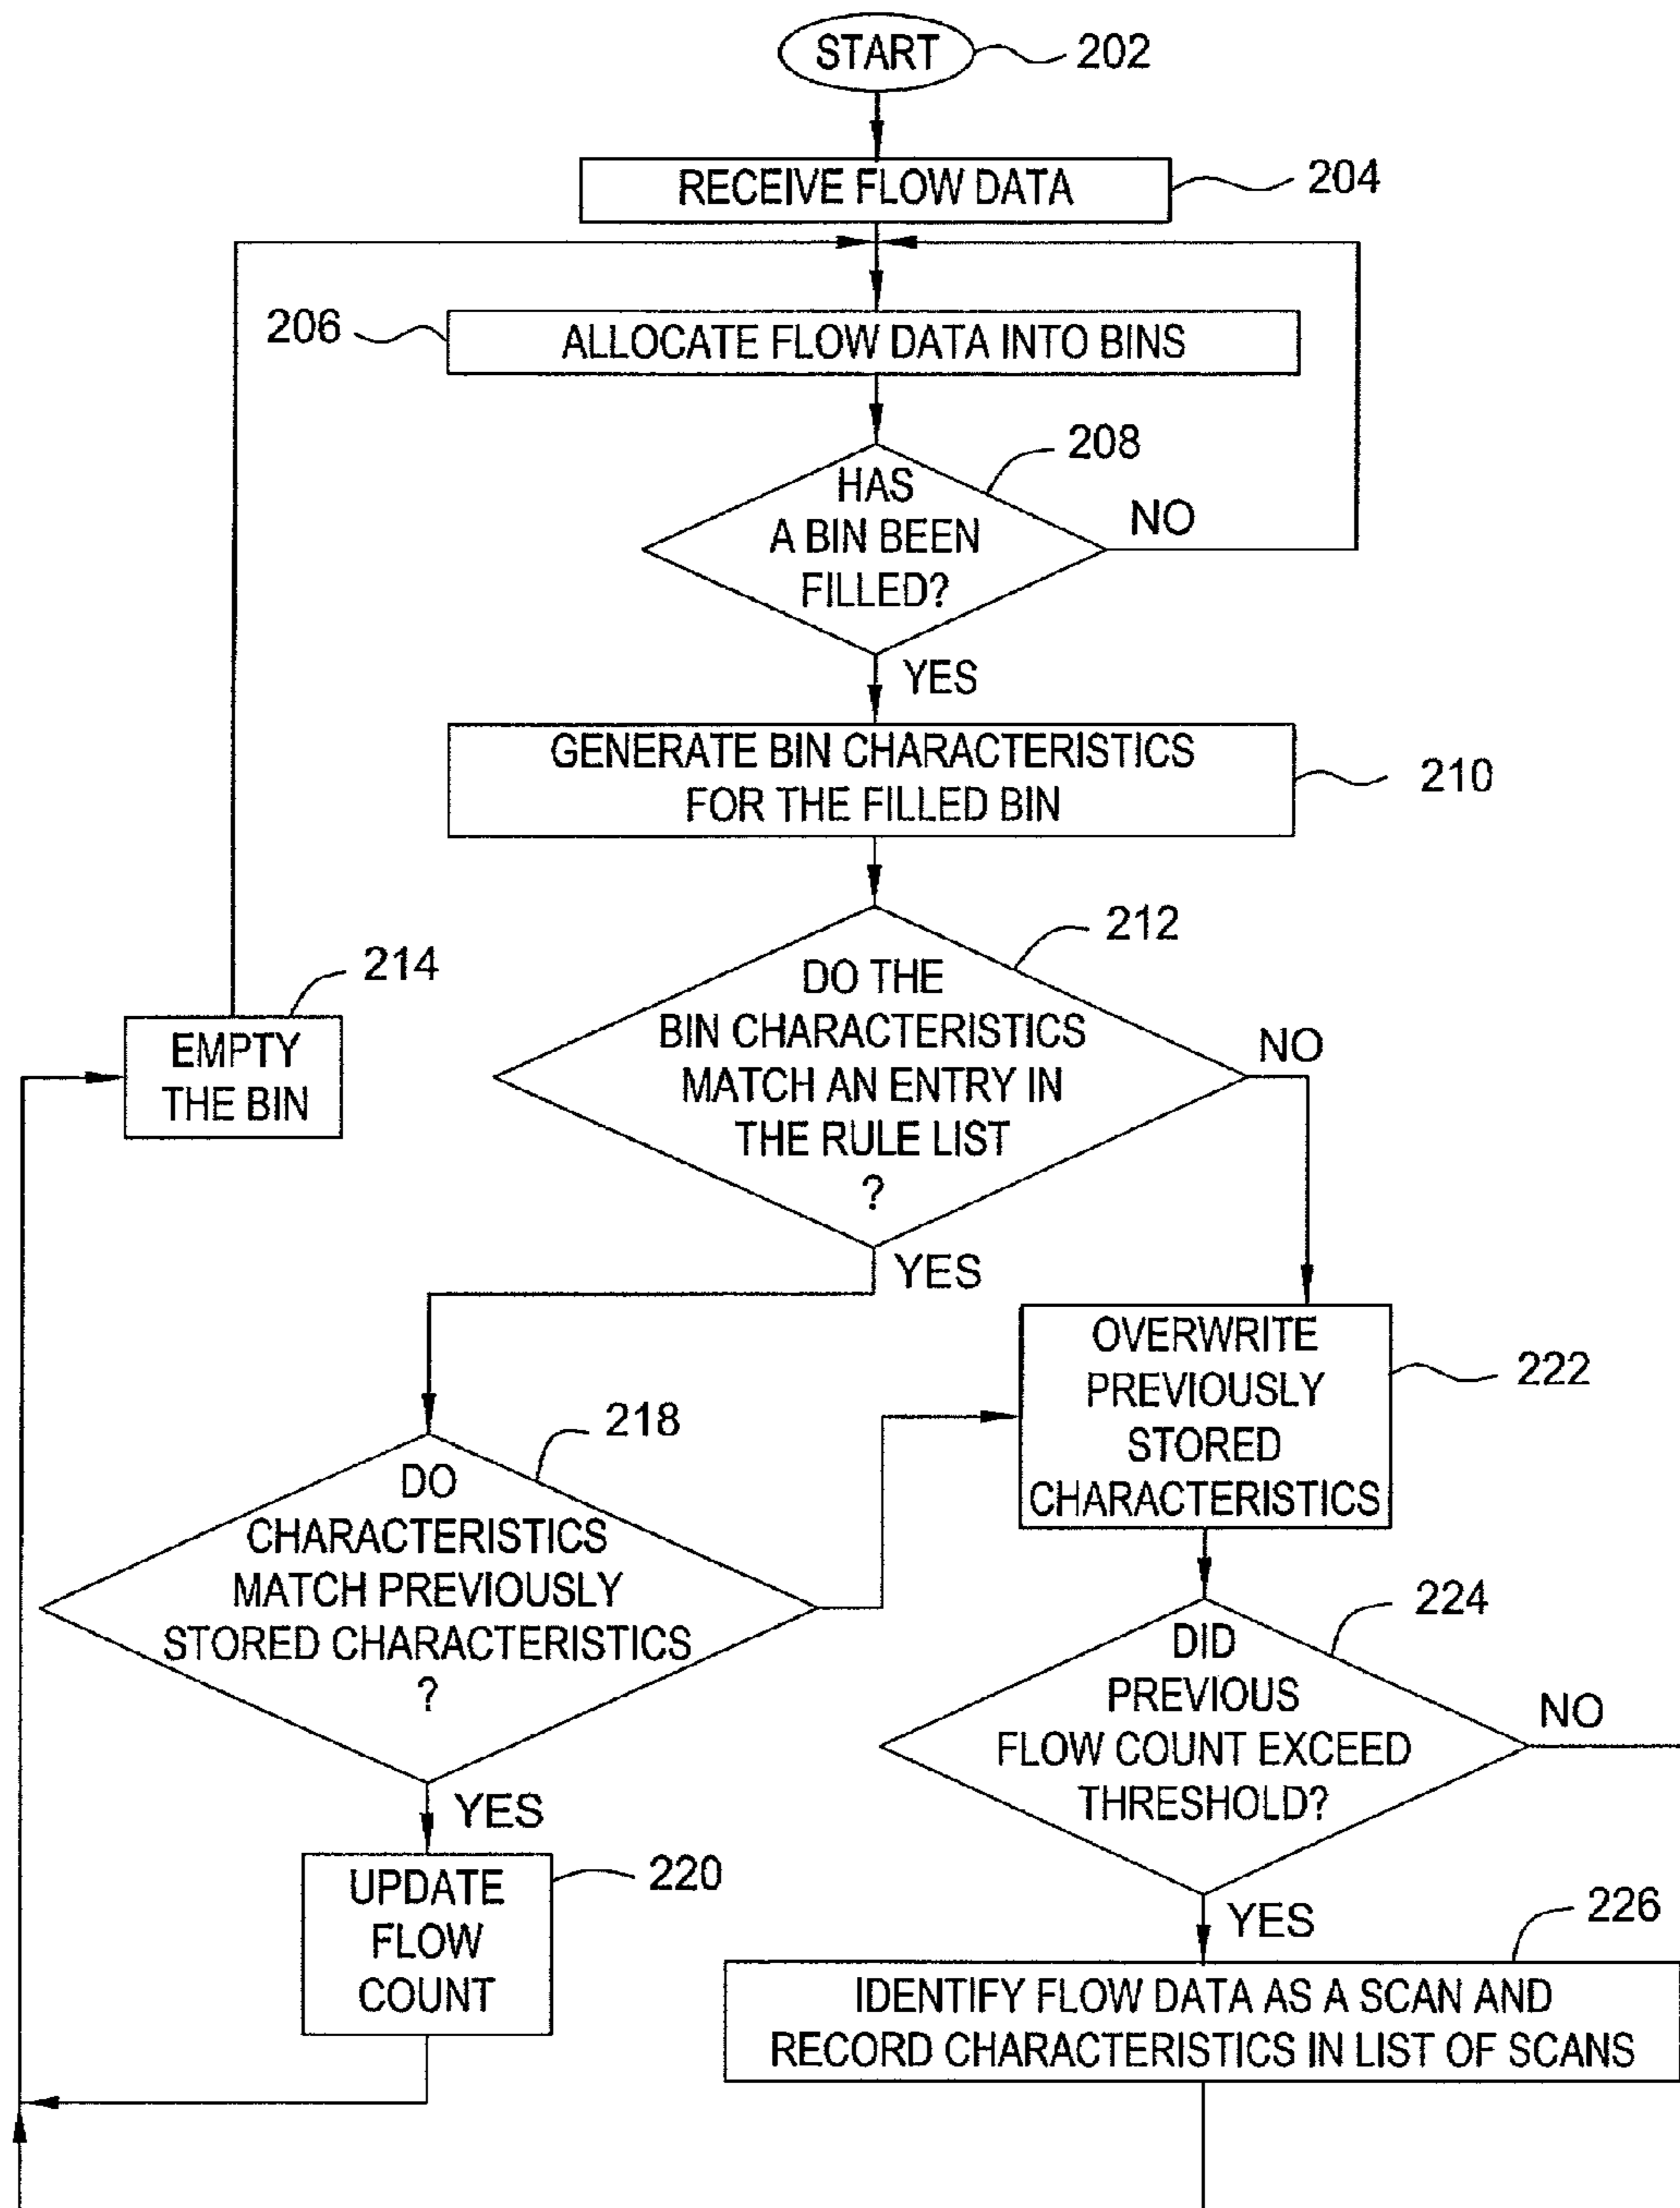 START
202
RECEIVE FLOW DATA
204
206
ALLOCATE FLOW DATA INTO BINS
208
HAS
A BIN BEEN
FILLED?
NO
YES
GENERATE BIN CHARACTERISTICS
FOR THE FILLED BIN
210
212
214
EMPTY
THE BIN
DO THE
BIN CHARACTERISTICS
MATCH AN ENTRY IN
THE RULE LIST
?
NO
YES
OVERWRITE
PREVIOUSLY
STORED
CHARACTERISTICS
222
218
DO
CHARACTERISTICS
MATCH PREVIOUSLY
STORED CHARACTERISTICS
?
224
DID
PREVIOUS
FLOW COUNT EXCEED
THRESHOLD?
NO
YES
UPDATE
FLOW
COUNT
220
YES
226
IDENTIFY FLOW DATA AS A SCAN AND
RECORD CHARACTERISTICS IN LIST OF SCANS